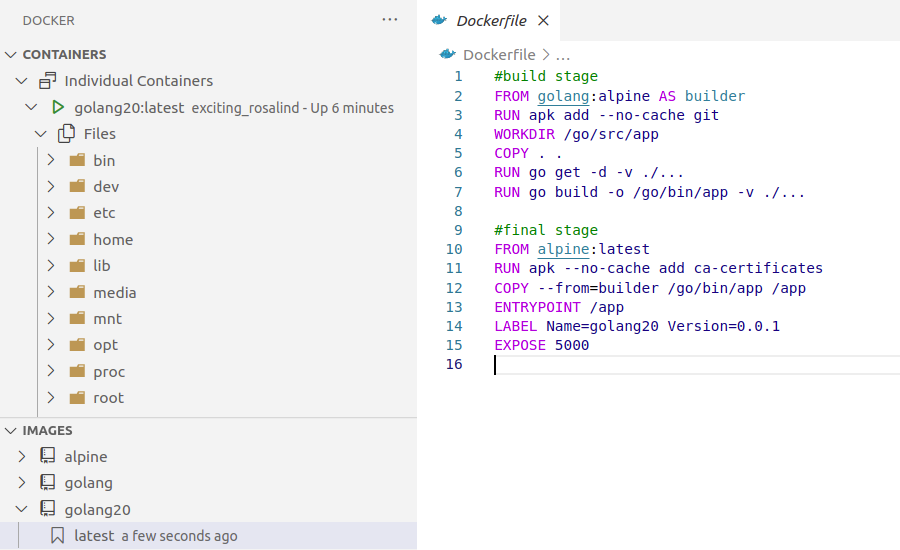 DOCKER ...
CONTAINERS
Individual Containers
golang20:latest exciting_rosalind - Up 6 minutes
Files
bin
dev
etc
home
lib
media
mnt
opt
proc
root
IMAGES
alpine
golang
golang20
latest a few seconds ago
Dockerfile
Dockerfile > ...
1 #build stage
2 FROM golang:alpine AS builder
3 RUN apk add --no-cache git
4 WORKDIR /go/src/app
5 COPY . .
6 RUN go get -d -v ./...
7 RUN go build -o /go/bin/app -v ./...
8
9 #final stage
10 FROM alpine:latest
11 RUN apk --no-cache add ca-certificates
12 COPY --from=builder /go/bin/app /app
13 ENTRYPOINT /app
14 LABEL Name=golang20 Version=0.0.1
15 EXPOSE 5000
16